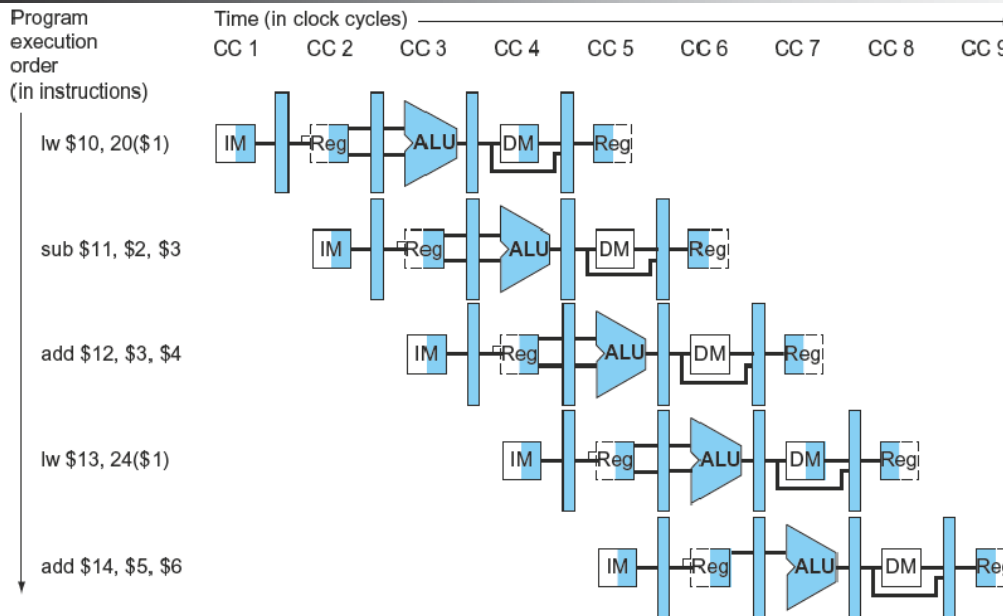 Program
execution
order
(in instructions)
Time (in clock cycles)
CC 1 CC 2 CC 3 CC 4 CC 5 CC 6 CC 7 CC 8 CC 9
lw $10, 20($1)
IM Reg ALU DM Reg
sub $11, $2, $3
IM Reg ALU DM Reg
add $12, $3, $4
IM Reg ALU DM Reg
lw $13, 24($1)
IM Reg ALU DM Reg
add $14, $5, $6
IM Reg ALU DM Re